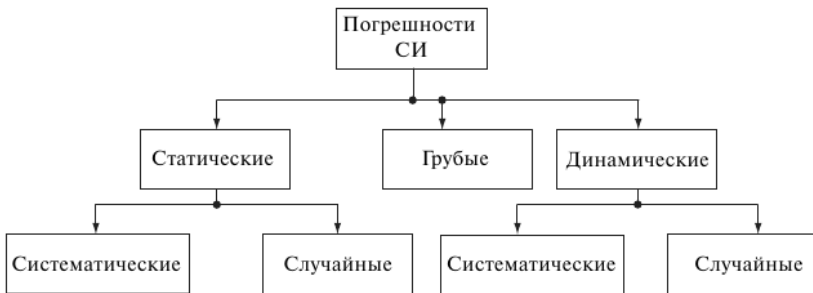 Погрешности
СИ
Статические
Грубые
Динамические
Систематические
Случайные
Систематические
Случайные